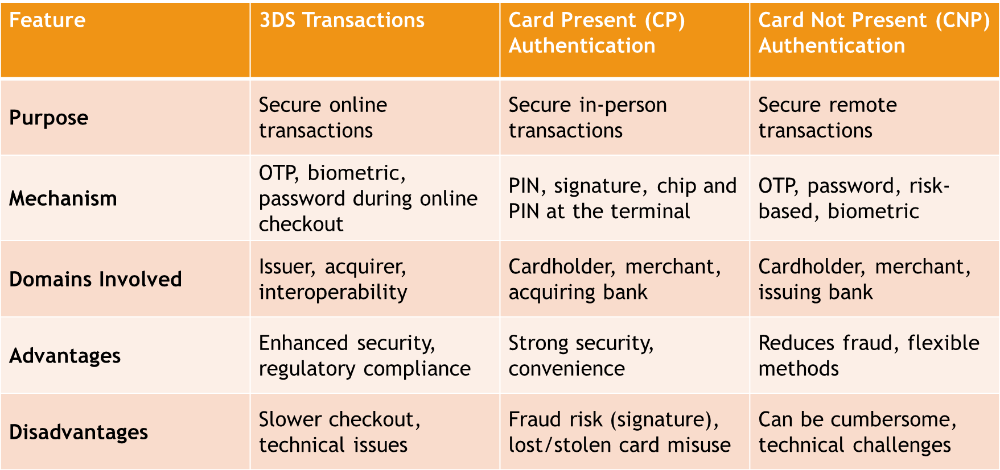 Feature
3DS Transactions
Card Present (CP)
Authentication
Card Not Present (CNP)
Authentication
Purpose
Secure online
transactions
Secure in-person
transactions
Secure remote
transactions
Mechanism
OTP, biometric,
password during online
checkout
PIN, signature, chip and
PIN at the terminal
OTP, password, risk-
based, biometric
Domains Involved
Issuer, acquirer,
interoperability
Cardholder, merchant,
acquiring bank
Cardholder, merchant,
issuing bank
Advantages
Enhanced security,
regulatory compliance
Strong security,
convenience
Reduces fraud, flexible
methods
Disadvantages
Slower checkout,
technical issues
Fraud risk (signature),
lost/stolen card misuse
Can be cumbersome,
technical challenges